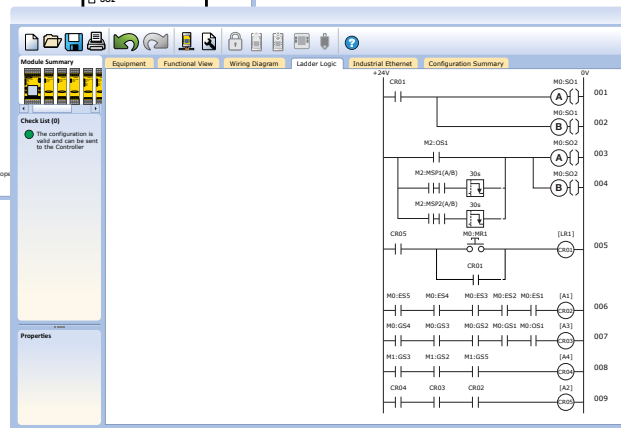 Module Summary
Equipment
Functional View
Wiring Diagram
Ladder Logic
Industrial Ethernet
Configuration Summary
Check List (0)
The configuration is
valid and can be sent
to the Controller
Properties
+24V
0V
CR01
M0:SO1
A
001
M0:SO1
B
002
M2:OS1
M0:SO2
A
003
M2:MSP1(A/B)
30s
M0:SO2
B
004
M2:MSP2(A/B)
30s
CR05
M0:MR1
[LR1]
CR01
005
CR01
M0:ES5 M0:ES4 M0:ES3 M0:ES2 M0:ES1 [A1]
CR02
006
M0:GS4 M0:GS3 M0:GS2 M0:GS1 M0:OS1 [A3]
CR03
007
M1:GS3 M1:GS2 M1:GS5 [A4]
CR04
008
CR04 CR03 CR02 [A2]
CR05
009